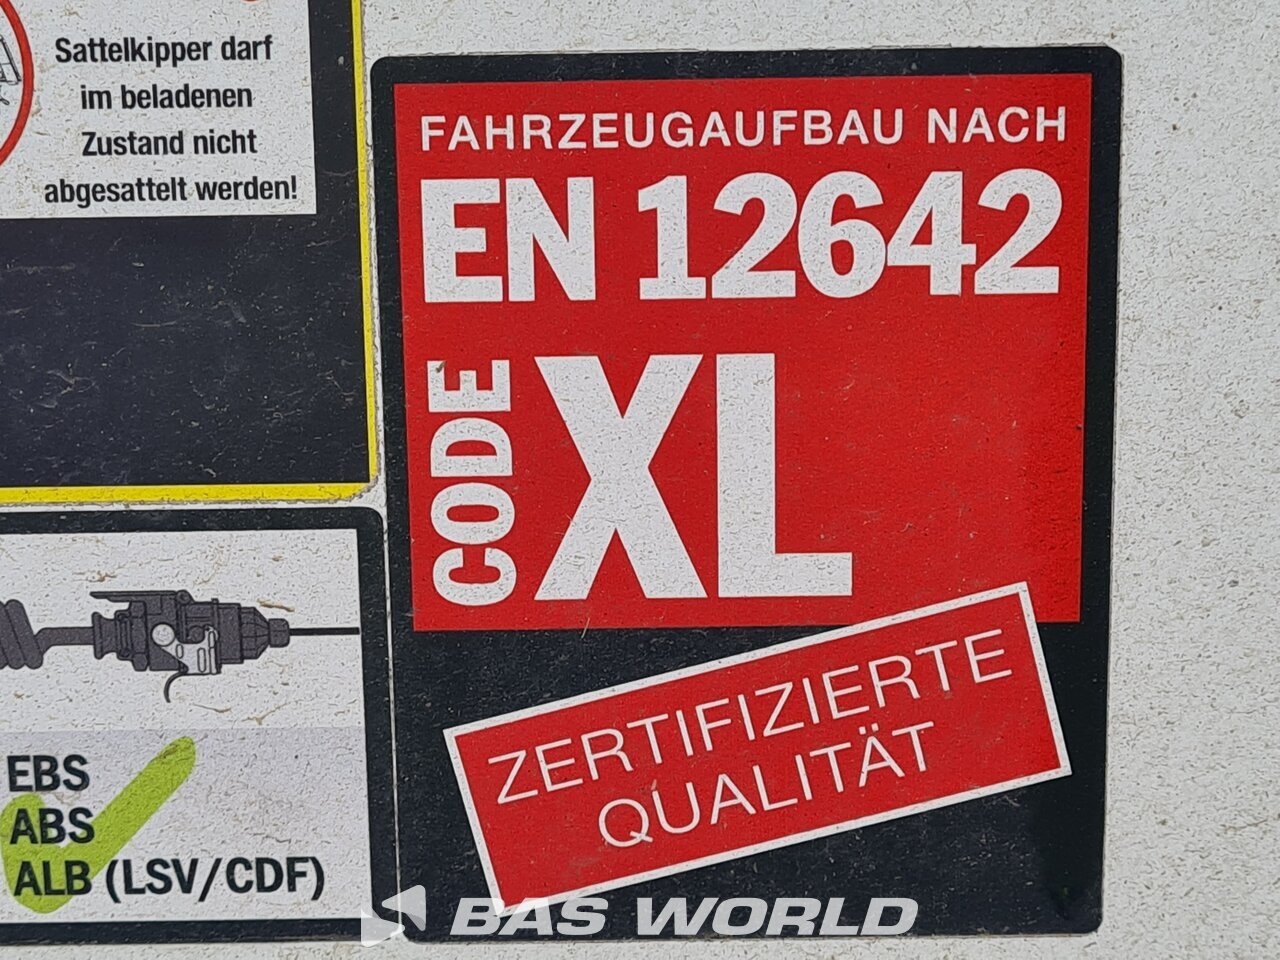 Sattelkipper darf
im beladenen
Zustand nicht
abgesattelt werden!
FAHRZEUGAUFBAU NACH
EN 12642
CODE XL
ZERTIFIZIERTE
QUALITÄT
EBS
ABS
ALB (LSV/CDF)
BAS WORLD